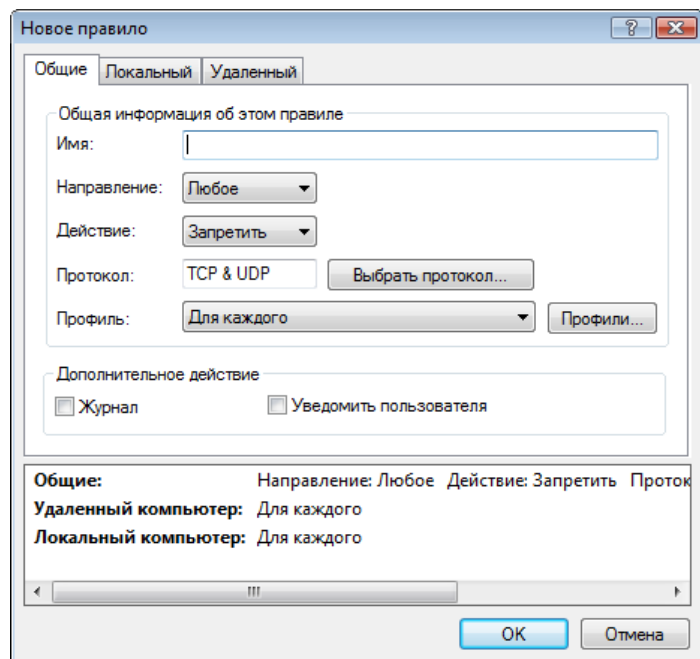 Новое правило
Общие Локальный Удаленный
Общая информация об этом правиле
Имя:
Направление: Любое
Действие: Запретить
Протокол: TCP & UDP Выбрать протокол...
Профиль: Для каждого Профили...
Дополнительное действие
Журнал Уведомить пользователя
Общие: Направление: Любое Действие: Запретить Проток
Удаленный компьютер: Для каждого
Локальный компьютер: Для каждого
OK Отмена